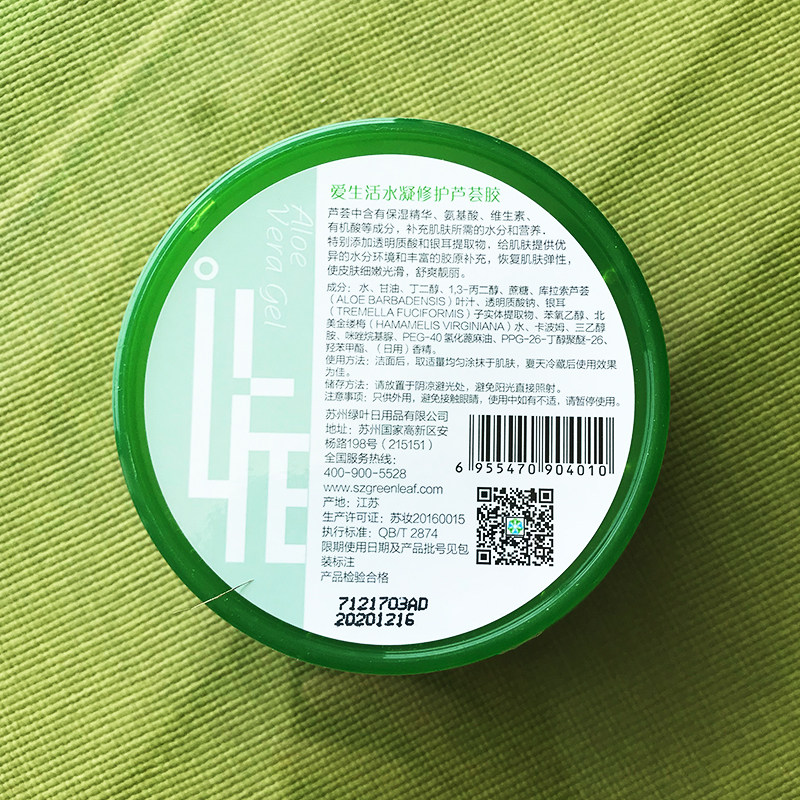 Aloe
Vera Gel
爱生活水凝修护芦荟胶
芦荟中含有保湿精华、氨基酸、维生素、
有机酸等成分，补充肌肤所需的水分和营养，
特别添加透明质酸和银耳提取物、给肌肤提供优
异的水分环境和丰富的胶原补充，恢复肌肤弹性，
使皮肤细嫩光滑，舒爽靓丽。
成分：水、甘油、丁二醇、1,3-丙二醇、蔗糖、库拉索芦荟
（ALOE BARBADENSIS）叶汁、透明质酸钠、银耳
（TREMELLA FUCIFORMIS）子实体提取物、苯氧乙醇、北
美金缕梅（HAMAMELIS VIRGINIANA）水、卡波姆、三乙醇
胺、咪唑烷基脲、PEG-40 氢化蓖麻油、PPG-26-丁醇聚醚-26、
羟苯甲酯、（日用）香精。
使用方法：洁面后，取适量均匀涂抹于肌肤，夏天冷藏后使用效果
为佳。
储存方法：请放置于阴凉避光处，避免阳光直接照射。
注意事项：只供外用，避免接触眼睛，使用中如有不适，请暂停使用。
苏州绿叶日用品有限公司
地址：苏州国家高新区安
杨路198号（215151）
全国服务热线：
400-900-5528
www.szgreenleaf.com
产地：江苏
生产许可证：苏妆20160015
执行标准：QB/T 2874
限期使用日期及产品批号见包
装标注
产品检验合格
6 955470 904010
7121703AD
20201216